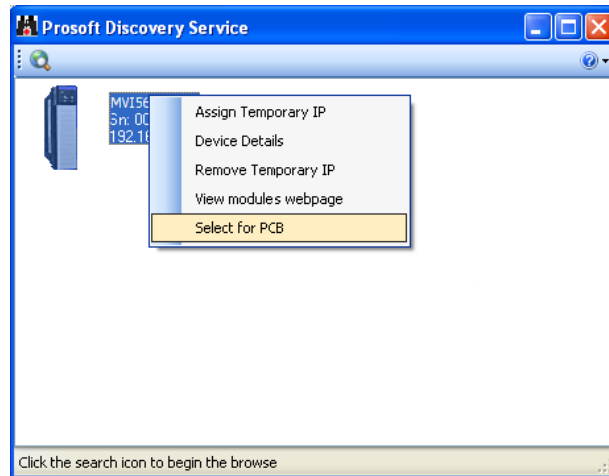 Prosoft Discovery Service
MVI56
Sn: 00
192.16
Assign Temporary IP
Device Details
Remove Temporary IP
View modules webpage
Select for PCB
Click the search icon to begin the browse